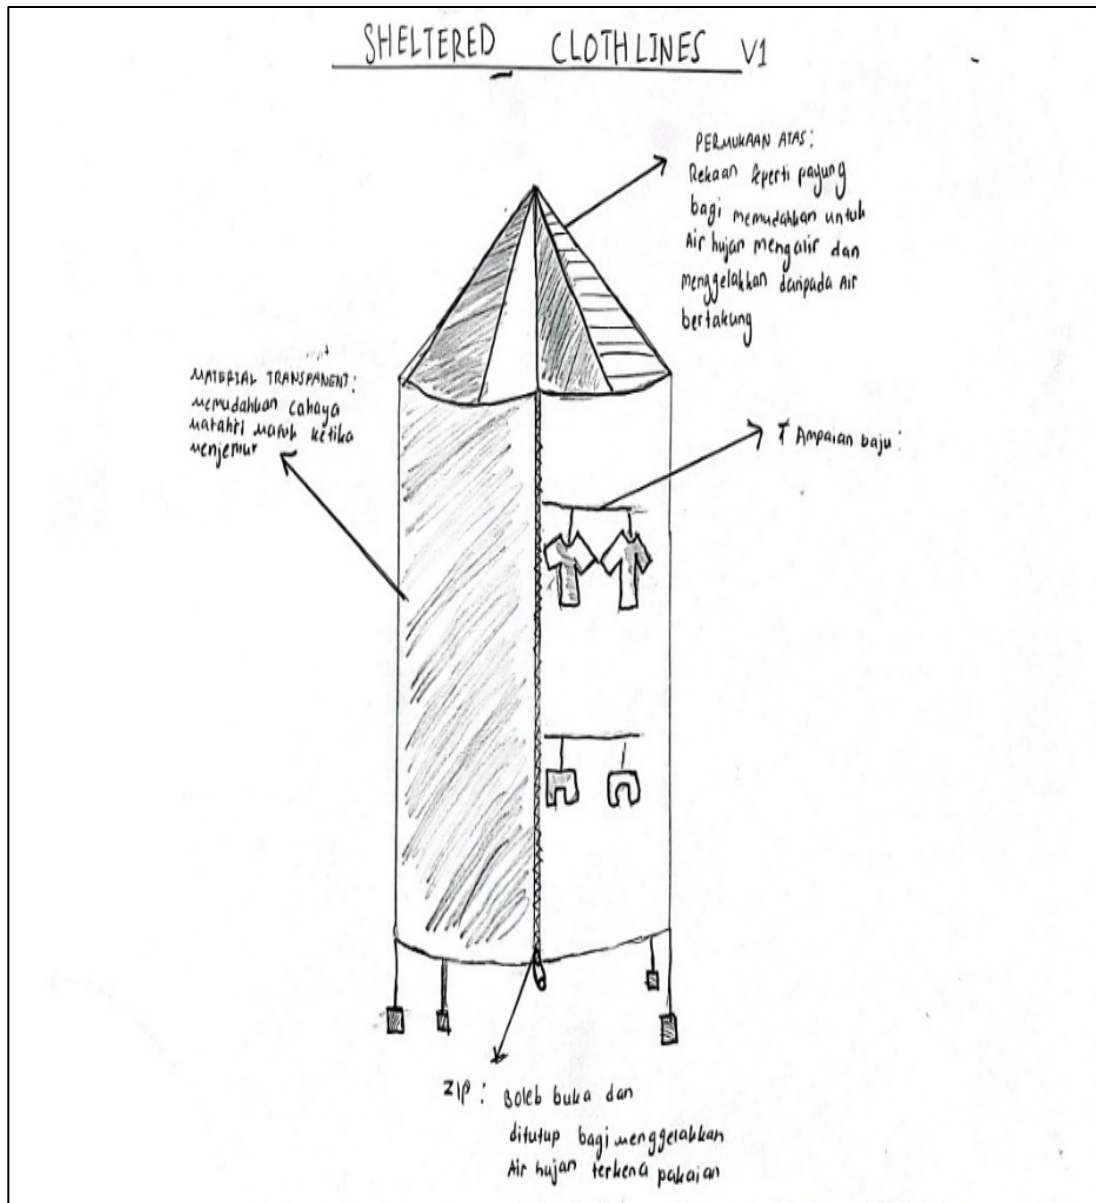 SHELTERED CLOTHLINES V1
PERMUKAAN ATAS:
Rekaan seperti payung
bagi memudahkan untuk
Air hujan mengalir dan
menggelakkan daripada Air
bertakung
MATERIAL TRANSPARENT:
memudahkan cahaya
matahri masuk ketika
menjemur
Ampaian baju:
ZIP: Boleh buka dan
ditutup bagi menggelakkan
Air hujan terkena pakaian